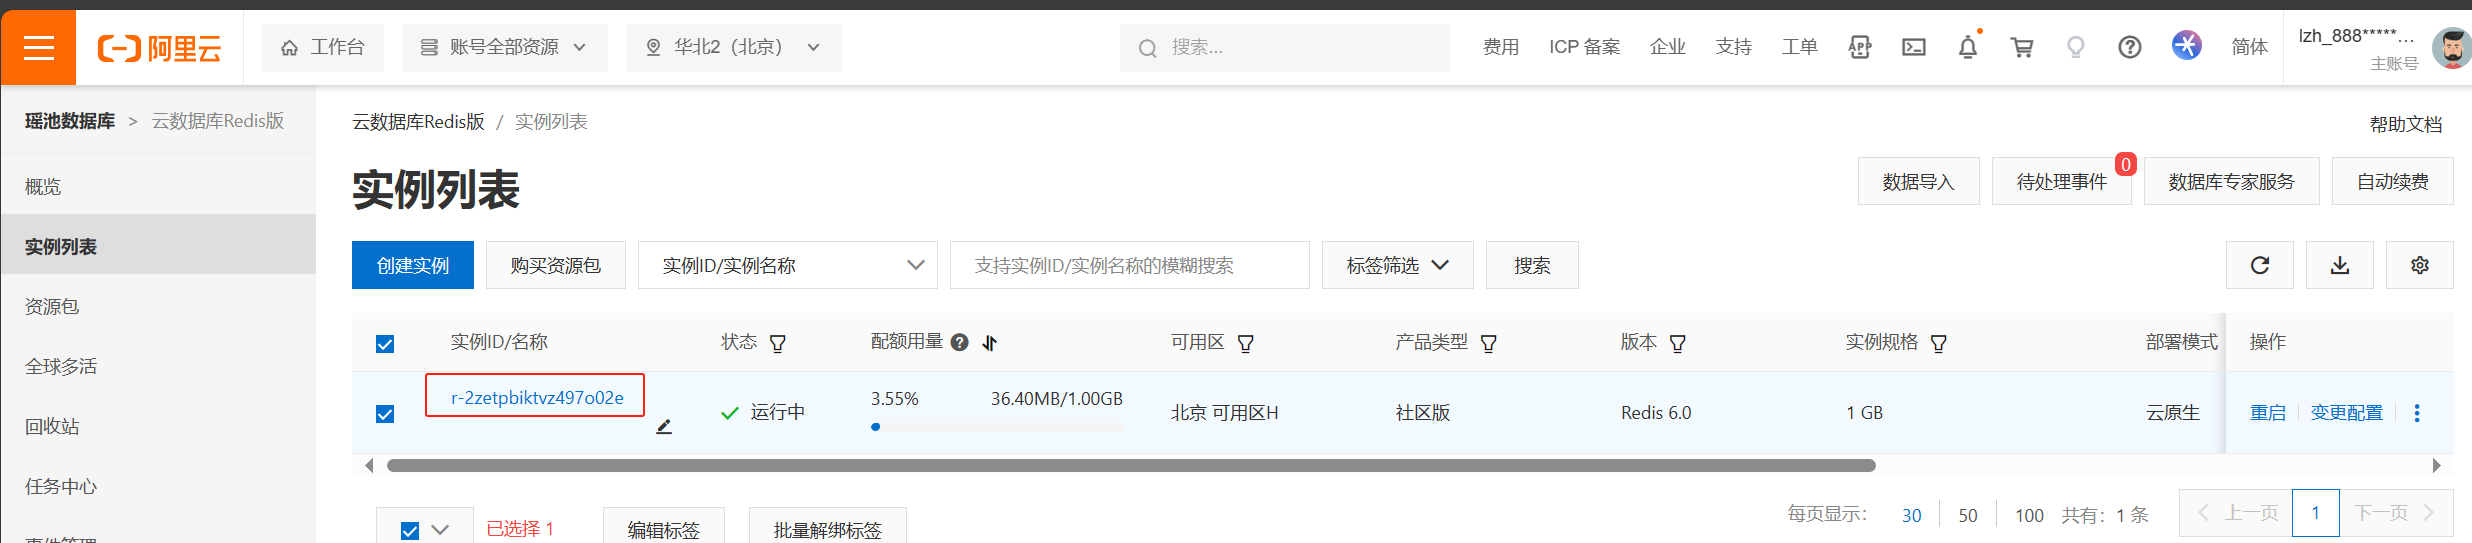 阿里云 工作台 账号全部资源 华北2（北京） 搜索... 费用 ICP 备案 企业 支持 工单 APP 简体 lzh_888*****...
主账号
瑶池数据库 > 云数据库Redis版
云数据库Redis版 / 实例列表
帮助文档
概览
实例列表
资源包
全球多活
回收站
任务中心
实例列表
数据导入 待处理事件 0 数据库专家服务 自动续费
创建实例 购买资源包 实例ID/实例名称 支持实例ID/实例名称的模糊搜索 标签筛选 搜索
实例ID/名称 状态 配额用量 可用区 产品类型 版本 实例规格 部署模式 操作
r-2zetpbiktvz497o02e 运行中 3.55% 36.40MB/1.00GB 北京 可用区H 社区版 Redis 6.0 1 GB 云原生 重启 变更配置
已选择 1 编辑标签 批量解绑标签 每页显示： 30 50 100 共有：1 条 上一页 1 下一页